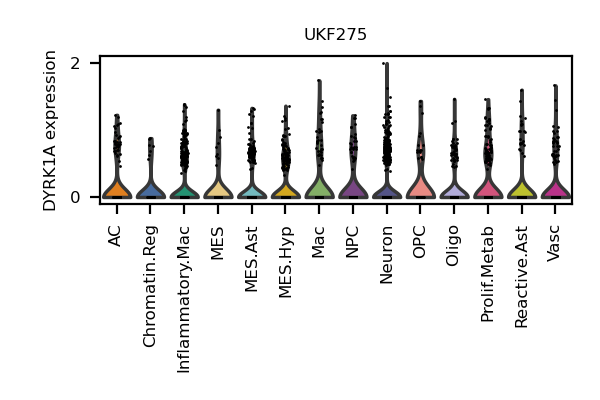 UKF275
DYRK1A expression
2
0
AC
Chromatin.Reg
Inflammatory.Mac
MES
MES.Ast
MES.Hyp
Mac
NPC
Neuron
OPC
Oligo
Prolif.Metab
Reactive.Ast
Vasc